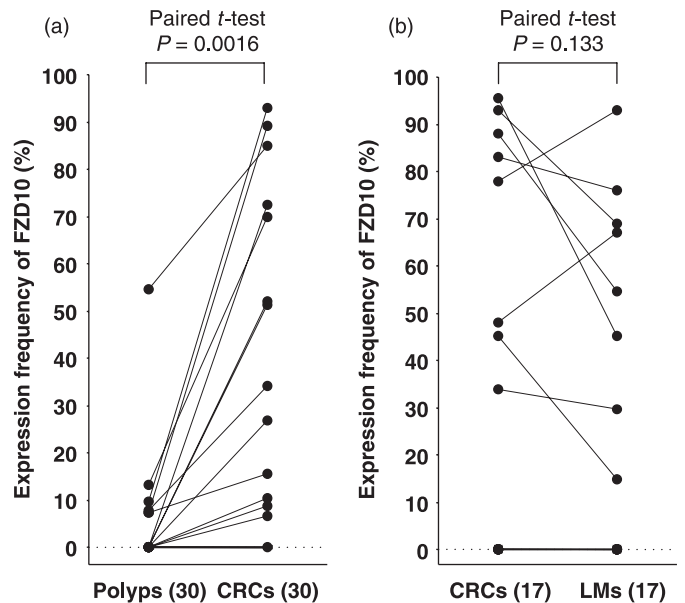 (a)
Paired t-test
P = 0.0016
Expression frequency of FZD10 (%)
100
90
80
70
60
50
40
30
20
10
0
Polyps (30) CRCs (30)
(b)
Paired t-test
P = 0.133
Expression frequency of FZD10 (%)
100
90
80
70
60
50
40
30
20
10
0
CRCs (17) LMs (17)